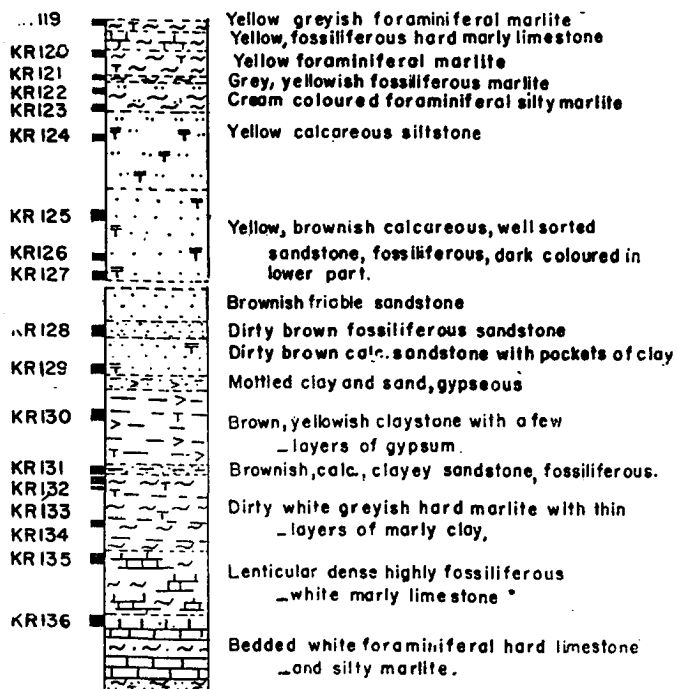 ...119 Yellow greyish foraminiferal marlite
Yellow, fossiliferous hard marly limestone
KR120 Yellow foraminiferal marlite
KR121 Grey, yellowish fossiliferous marlite
KR122 Cream coloured foraminiferal silty marlite
KR123
KR124 Yellow calcareous siltstone
KR125
Yellow, brownish calcareous, well sorted
KR126 sandstone, fossiliferous, dark coloured in
KR127 lower part.
Brownish friable sandstone
KR128 Dirty brown fossiliferous sandstone
Dirty brown calc. sandstone with pockets of clay
KR129
Mottled clay and sand, gypseous
KR130 Brown, yellowish claystone with a few
layers of gypsum.
KR131 Brownish, calc., clayey sandstone, fossiliferous.
KR132
KR133 Dirty white greyish hard marlite with thin
layers of marly clay,
KR134
KR135
Lenticular dense highly fossiliferous
white marly limestone
KR136
Bedded white foraminiferal hard limestone
and silty marlite.